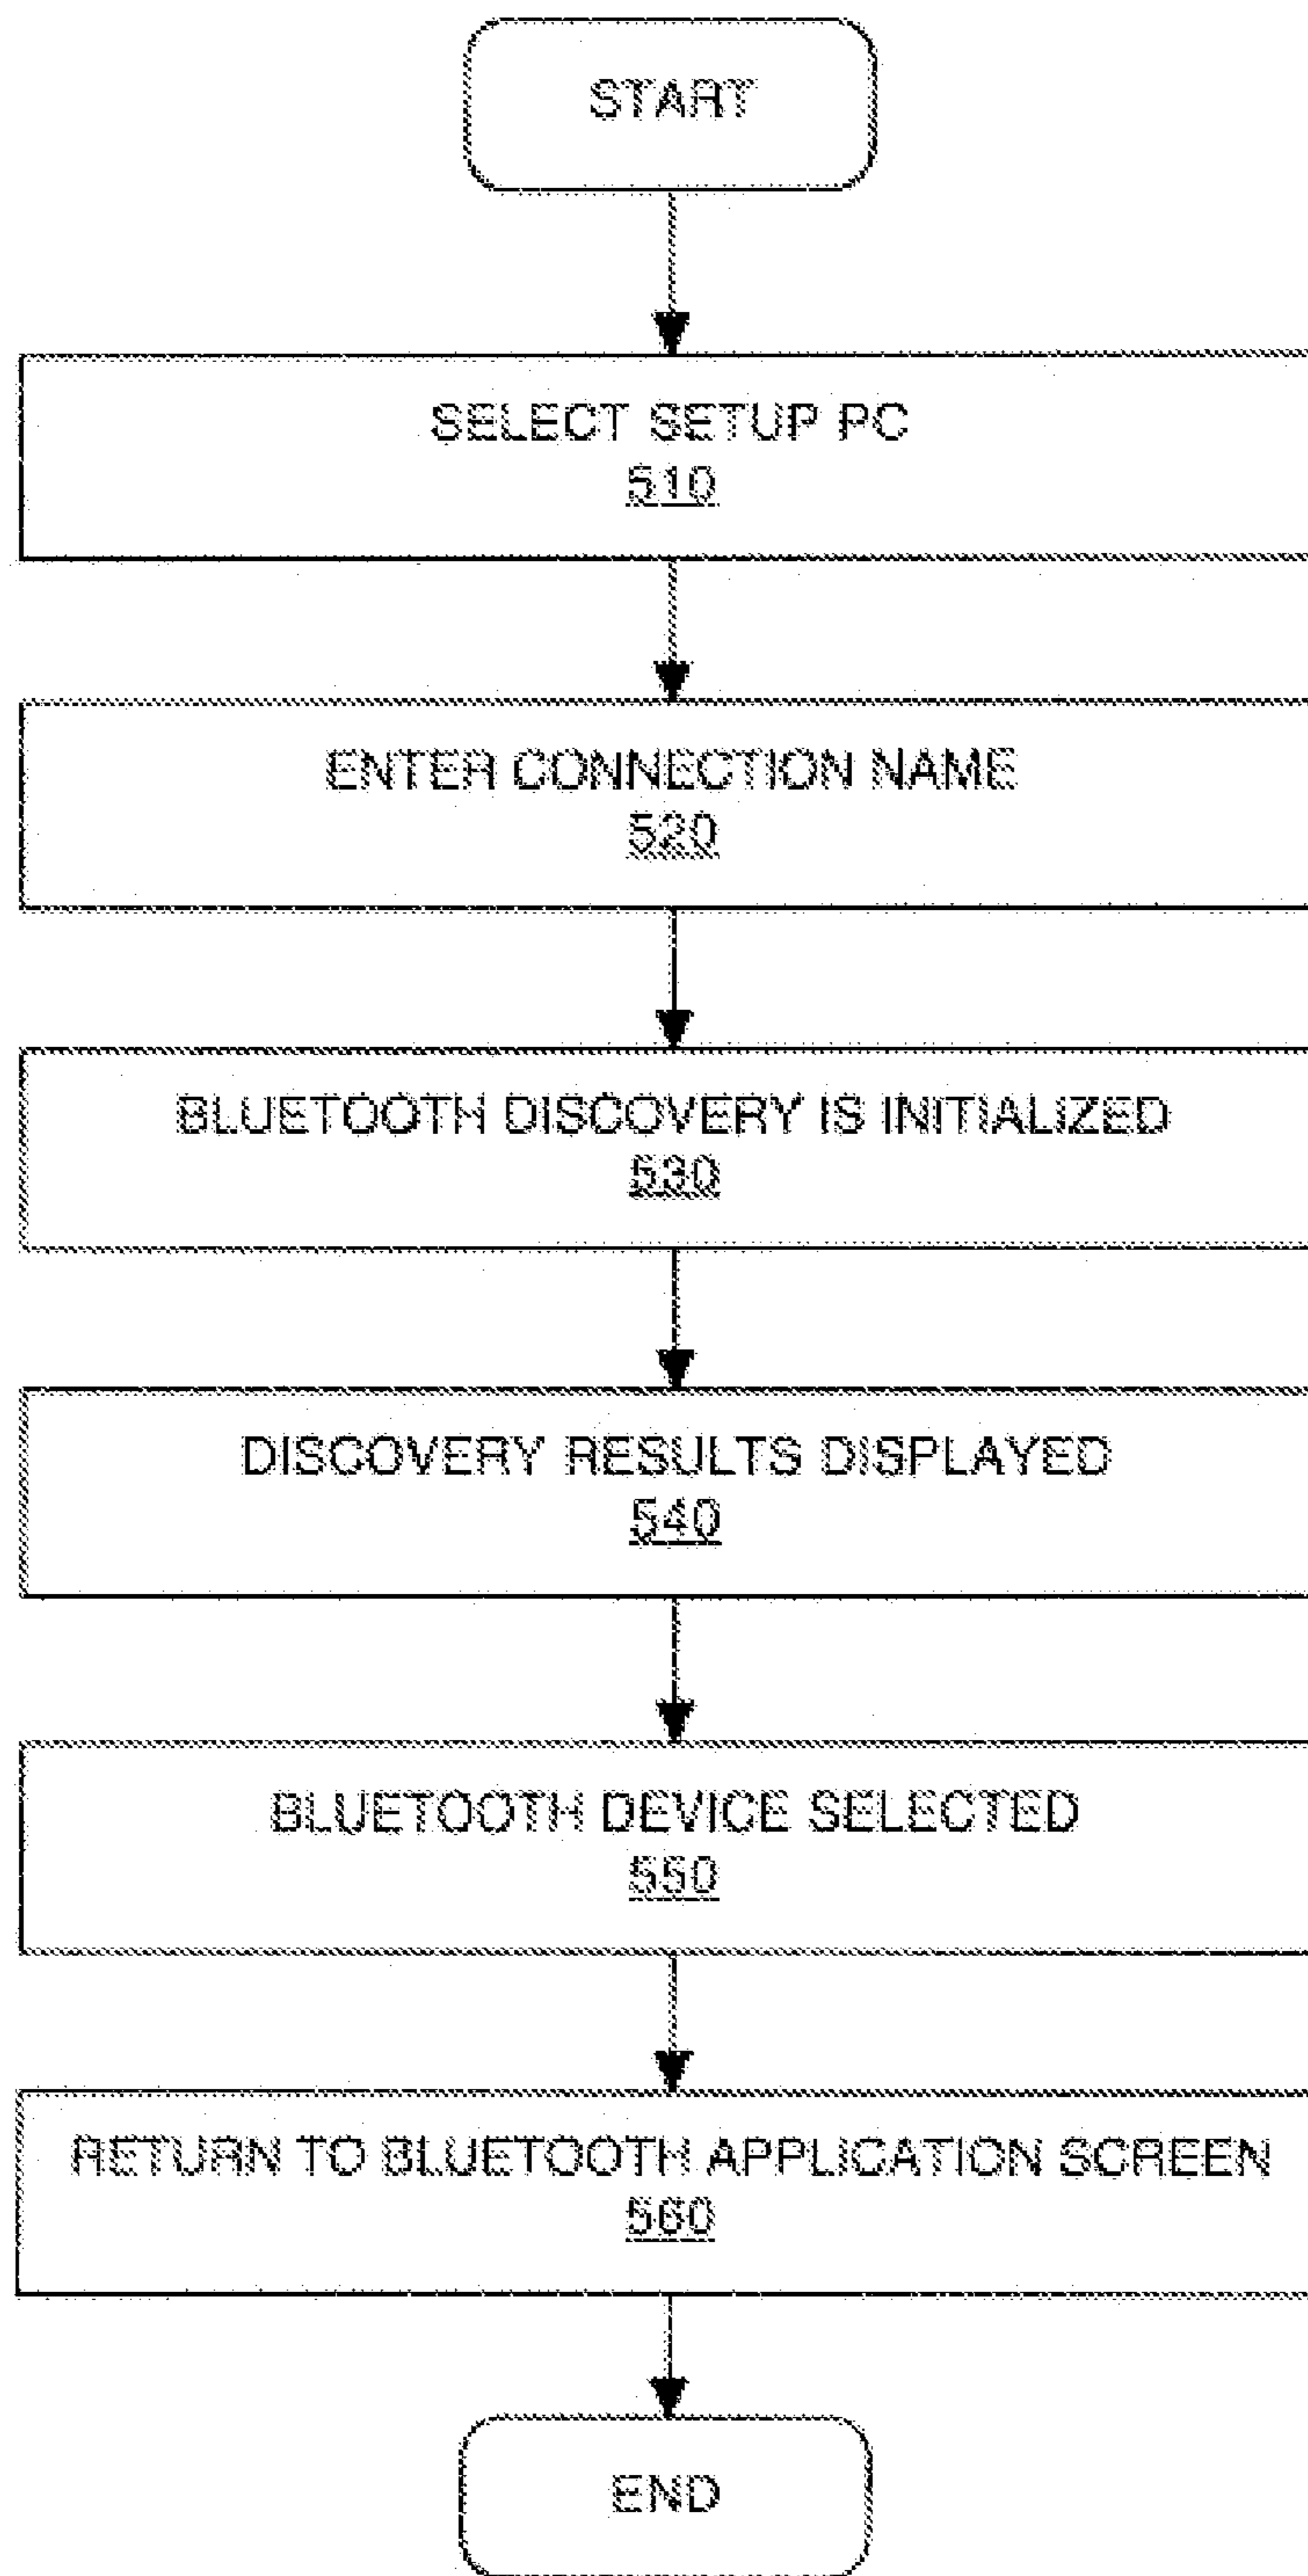 START
SELECT SETUP PC
510
ENTER CONNECTION NAME
520
BLUETOOTH DISCOVERY IS INITIALIZED
530
DISCOVERY RESULTS DISPLAYED
540
BLUETOOTH DEVICE SELECTED
550
RETURN TO BLUETOOTH APPLICATION SCREEN
560
END